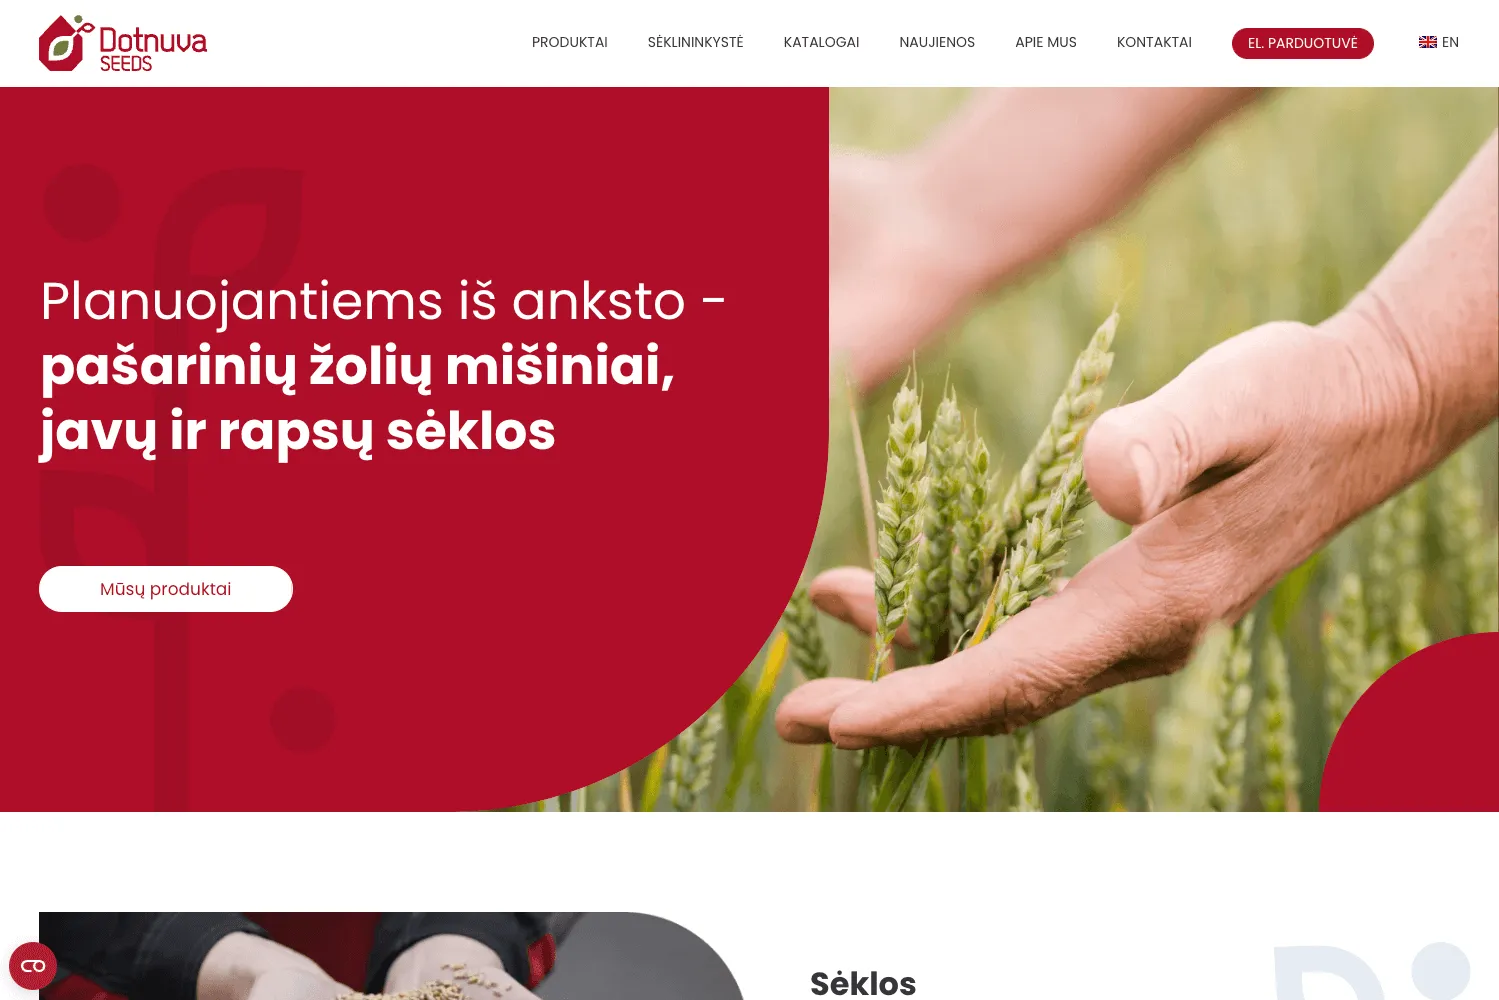 Dotnuva
SEEDS
PRODUKTAI
SĖKLININKYSTĖ
KATALOGAI
NAUJIENOS
APIE MUS
KONTAKTAI
EL. PARDUOTUVĖ
EN
Planuojantiems iš anksto -
pašarinių žolių mišiniai,
javų ir rapsų sėklos
Mūsų produktai
Sėklos